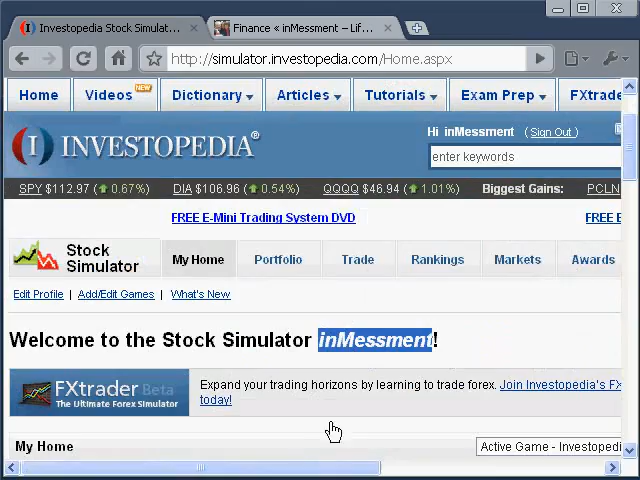 Investopedia Stock Simulat...
Finance « inMessment – Lif...
http://simulator.investopedia.com/Home.aspx
Home Videos NEW Dictionary Articles Tutorials Exam Prep FXtrade
Hi inMessment (Sign Out)
INVESTOPEDIA®
enter keywords
SPY $112.97 (0.67%) DIA $106.96 (0.54%) QQQQ $46.94 (1.01%) Biggest Gains: PCLN
FREE E-Mini Trading System DVD FREE E
Stock Simulator
My Home Portfolio Trade Rankings Markets Awards
Edit Profile | Add/Edit Games | What's New
Welcome to the Stock Simulator inMessment!
FXtrader Beta
The Ultimate Forex Simulator
Expand your trading horizons by learning to trade forex. Join Investopedia's FX
today!
My Home
Active Game - Investopedi